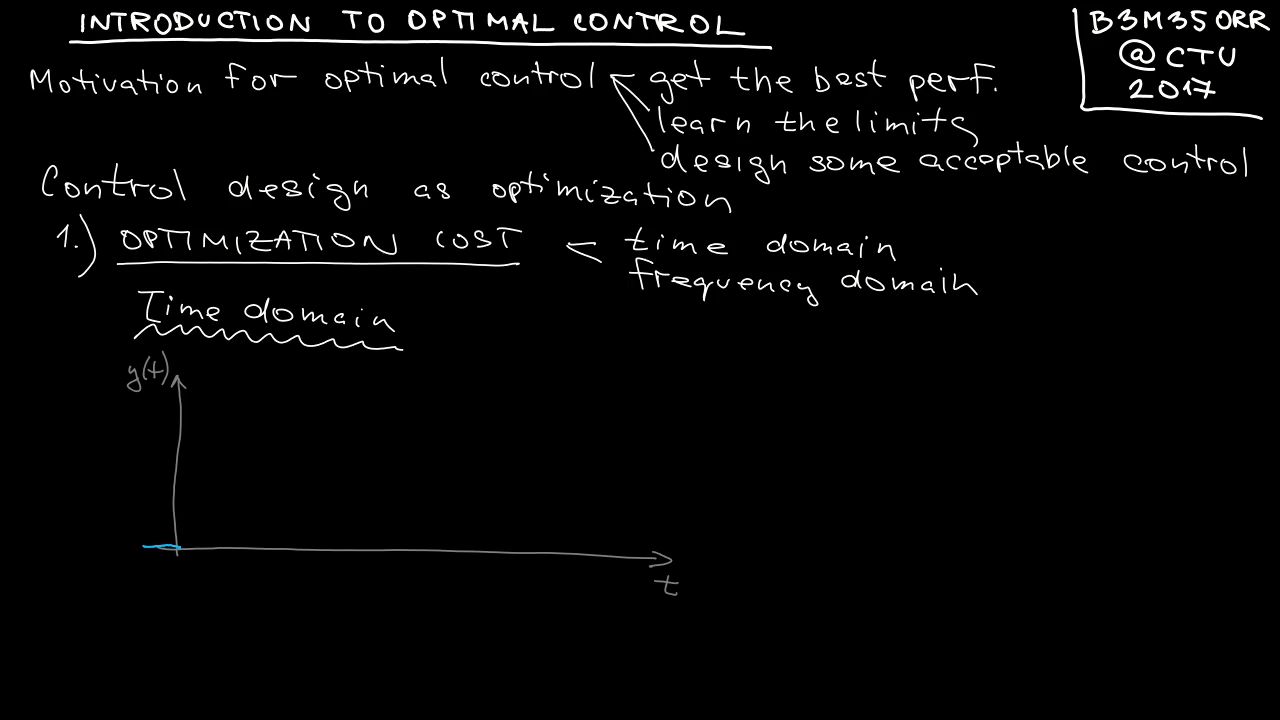 INTRODUCTION TO OPTIMAL CONTROL
B3M35ORR
@CTU
2017
Motivation for optimal control < get the best perf.
learn the limits
design some acceptable control
Control design as optimization
1.) OPTIMIZATION COST < time domain
frequency domain
Time domain
y(t)
t